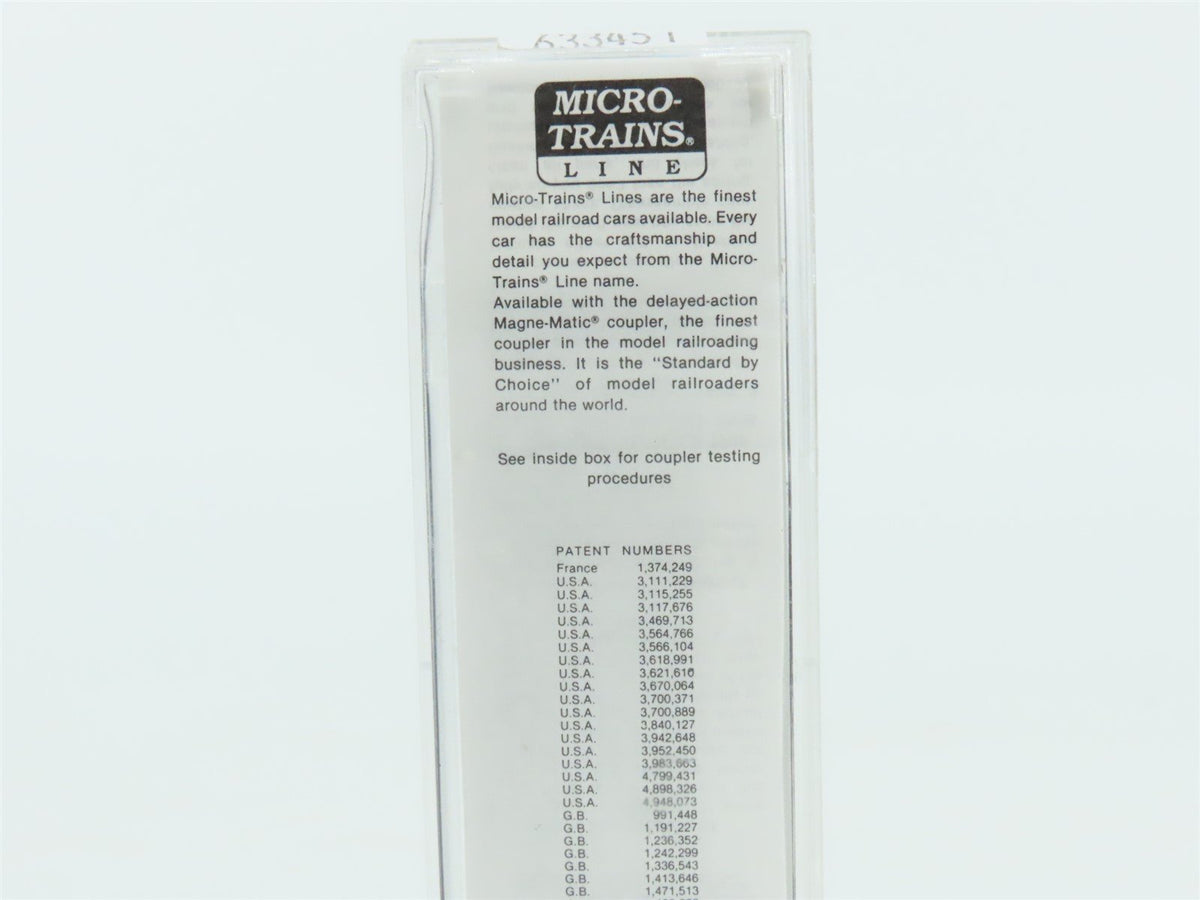 MICRO-
TRAINS®
LINE
Micro-Trains® Lines are the finest
model railroad cars available. Every
car has the craftsmanship and
detail you expect from the Micro-
Trains® Line name.
Available with the delayed-action
Magne-Matic® coupler, the finest
coupler in the model railroading
business. It is the "Standard by
Choice" of model railroaders
around the world.
See inside box for coupler testing
procedures
PATENT NUMBERS
France 1,374,249
U.S.A. 3,111,229
U.S.A. 3,115,255
U.S.A. 3,117,676
U.S.A. 3,469,713
U.S.A. 3,564,766
U.S.A. 3,566,104
U.S.A. 3,618,991
U.S.A. 3,621,610
U.S.A. 3,670,064
U.S.A. 3,700,371
U.S.A. 3,700,889
U.S.A. 3,840,127
U.S.A. 3,942,648
U.S.A. 3,952,450
U.S.A. 3,983,663
U.S.A. 4,799,431
U.S.A. 4,898,326
U.S.A. 4,948,073
G.B. 991,448
G.B. 1,191,227
G.B. 1,236,352
G.B. 1,242,299
G.B. 1,336,543
G.B. 1,413,646
G.B. 1,471,513